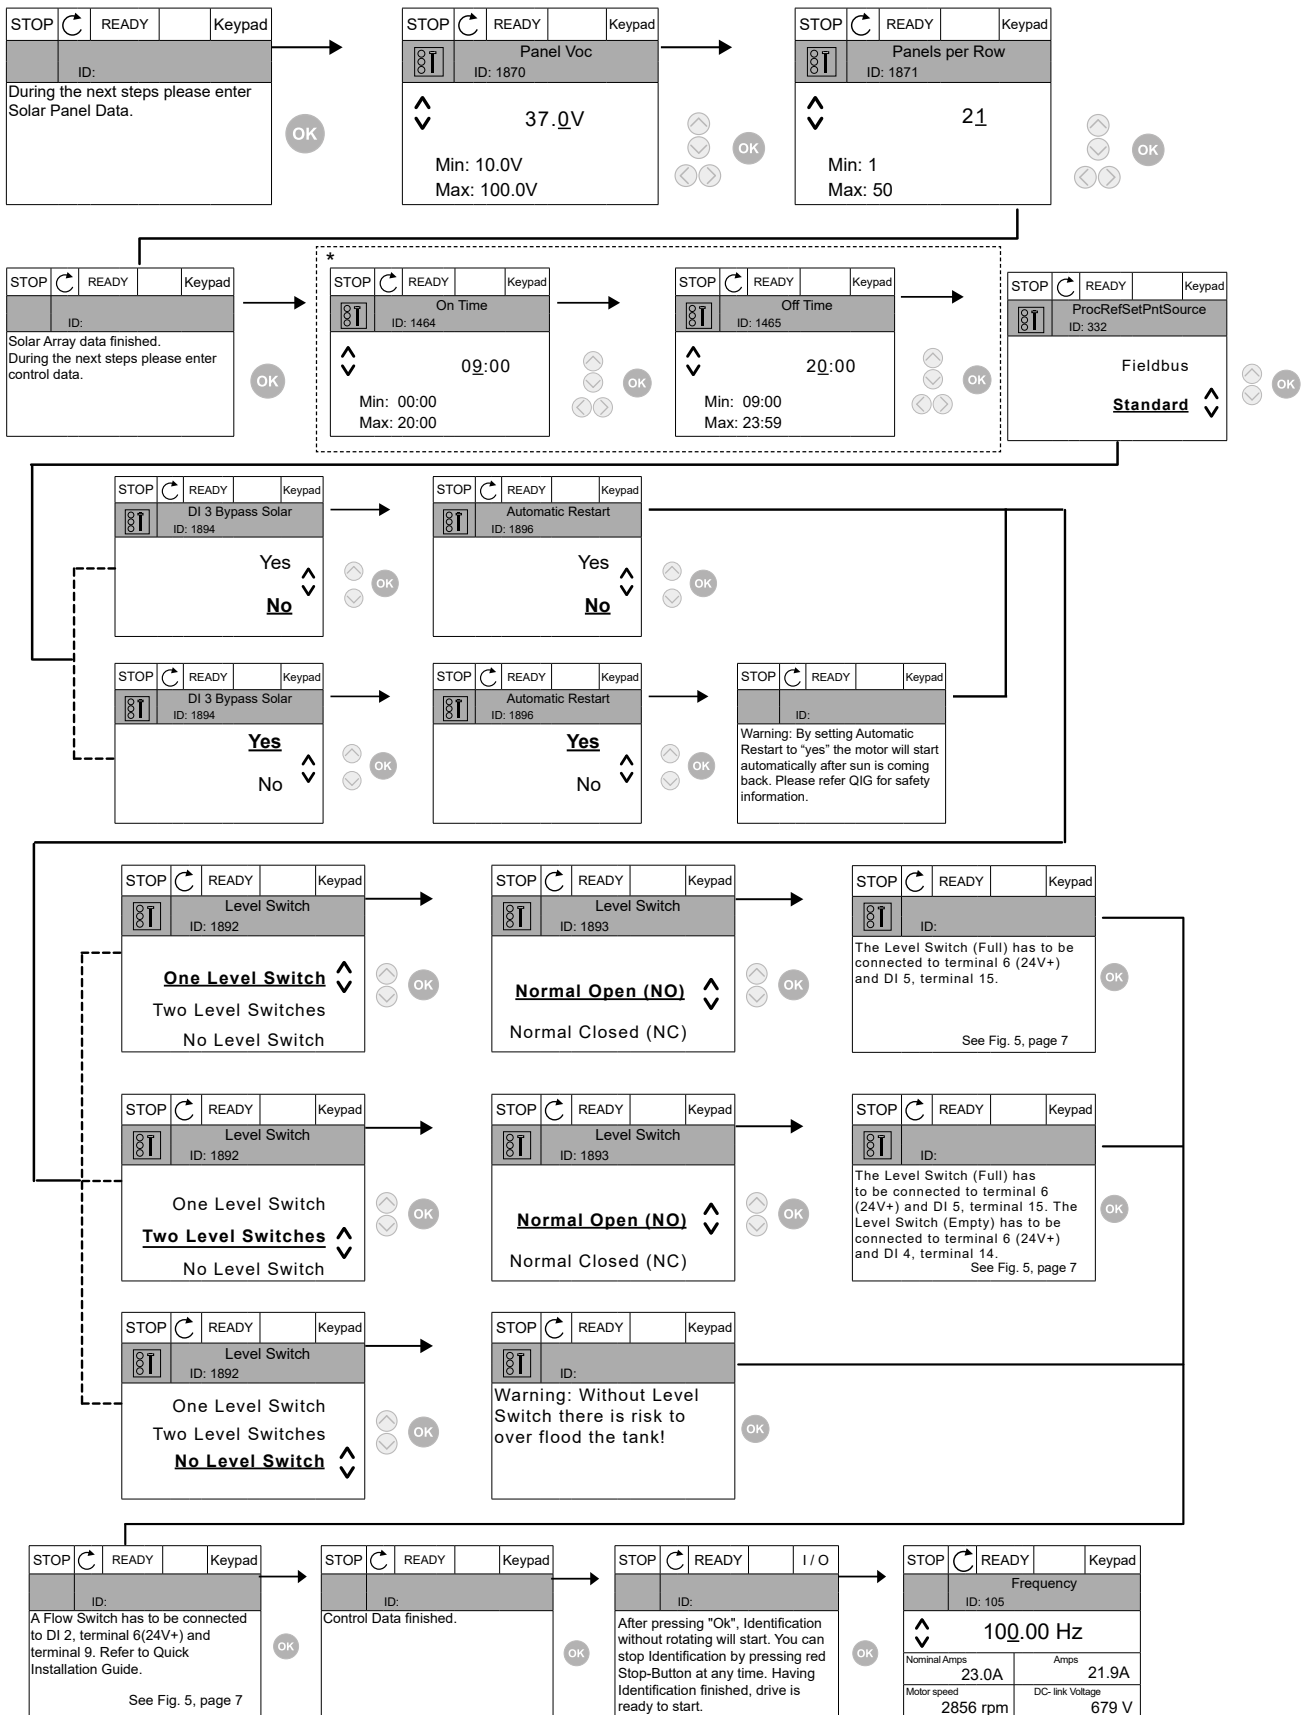 STOP READY Keypad
ID:
During the next steps please enter
Solar Panel Data.
OK
STOP READY Keypad
Panel Voc
ID: 1870
37.0V
Min: 10.0V
Max: 100.0V
OK
STOP READY Keypad
Panels per Row
ID: 1871
21
Min: 1
Max: 50
OK
STOP READY Keypad
ID:
Solar Array data finished.
During the next steps please enter
control data.
OK
*
STOP READY Keypad
On Time
ID: 1464
09:00
Min: 00:00
Max: 20:00
OK
STOP READY Keypad
Off Time
ID: 1465
20:00
Min: 09:00
Max: 23:59
OK
STOP READY Keypad
ProcRefSetPntSource
ID: 332
Fieldbus
Standard
OK
STOP READY Keypad
DI 3 Bypass Solar
ID: 1894
Yes
No
OK
STOP READY Keypad
Automatic Restart
ID: 1896
Yes
No
OK
STOP READY Keypad
DI 3 Bypass Solar
ID: 1894
Yes
No
OK
STOP READY Keypad
Automatic Restart
ID: 1896
Yes
No
OK
STOP READY Keypad
ID:
Warning: By setting Automatic
Restart to “yes” the motor will start
automatically after sun is coming
back. Please refer QIG for safety
information.
STOP READY Keypad
Level Switch
ID: 1892
One Level Switch
Two Level Switches
No Level Switch
OK
STOP READY Keypad
Level Switch
ID: 1893
Normal Open (NO)
Normal Closed (NC)
OK
STOP READY Keypad
ID:
The Level Switch (Full) has to be
connected to terminal 6 (24V+)
and DI 5, terminal 15.
See Fig. 5, page 7
OK
STOP READY Keypad
Level Switch
ID: 1892
One Level Switch
Two Level Switches
No Level Switch
OK
STOP READY Keypad
Level Switch
ID: 1893
Normal Open (NO)
Normal Closed (NC)
OK
STOP READY Keypad
ID:
The Level Switch (Full) has
to be connected to terminal 6
(24V+) and DI 5, terminal 15. The
Level Switch (Empty) has to be
connected to terminal 6 (24V+)
and DI 4, terminal 14.
See Fig. 5, page 7
OK
STOP READY Keypad
Level Switch
ID: 1892
One Level Switch
Two Level Switches
No Level Switch
OK
STOP READY Keypad
ID:
Warning: Without Level
Switch there is risk to
over flood the tank!
OK
STOP READY Keypad
ID:
A Flow Switch has to be connected
to DI 2, terminal 6(24V+) and
terminal 9. Refer to Quick
Installation Guide.
See Fig. 5, page 7
OK
STOP READY Keypad
ID:
Control Data finished.
OK
STOP READY I / O
ID:
After pressing "Ok", Identification
without rotating will start. You can
stop Identification by pressing red
Stop-Button at any time. Having
Identification finished, drive is
ready to start.
OK
STOP READY Keypad
Frequency
ID: 105
100.00 Hz
Nominal Amps
23.0A
Amps
21.9A
Motor speed
2856 rpm
DC- link Voltage
679 V